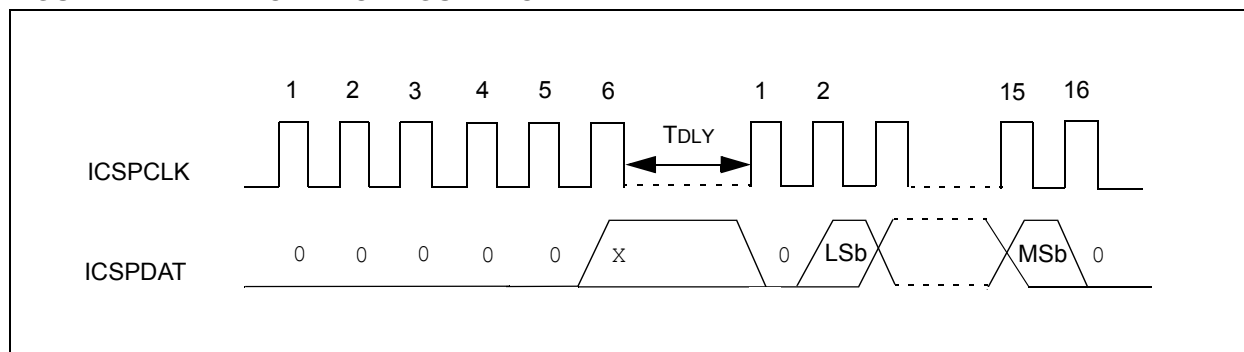 1 2 3 4 5 6 1 2 15 16
TDLY
ICSPCLK
0 0 0 0 0 X 0 LSb MSb 0
ICSPDAT